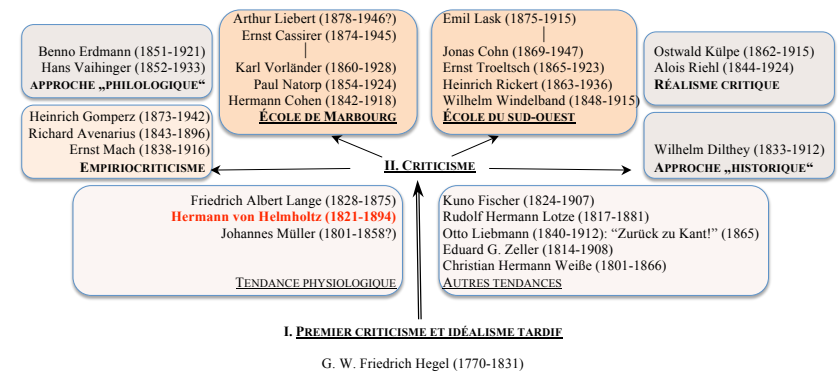 Benno Erdmann (1851-1921)
Hans Vaihinger (1852-1933)
APPROCHE „PHILOLOGIQUE“
Arthur Liebert (1878-1946?)
Ernst Cassirer (1874-1945)
Karl Vorländer (1860-1928)
Paul Natorp (1854-1924)
Hermann Cohen (1842-1918)
ÉCOLE DE MARBOURG
Emil Lask (1875-1915)
Jonas Cohn (1869-1947)
Ernst Troeltsch (1865-1923)
Heinrich Rickert (1863-1936)
Wilhelm Windelband (1848-1915)
ÉCOLE DU SUD-OUEST
Ostwald Külpe (1862-1915)
Alois Riehl (1844-1924)
RÉALISME CRITIQUE
Heinrich Gomperz (1873-1942)
Richard Avenarius (1843-1896)
Ernst Mach (1838-1916)
EMPIRIOCRITICISME
II. CRITICISME
Wilhelm Dilthey (1833-1912)
APPROCHE „HISTORIQUE“
Friedrich Albert Lange (1828-1875)
Hermann von Helmholtz (1821-1894)
Johannes Müller (1801-1858?)
TENDANCE PHYSIOLOGIQUE
Kuno Fischer (1824-1907)
Rudolf Hermann Lotze (1817-1881)
Otto Liebmann (1840-1912): “Zurück zu Kant!” (1865)
Eduard G. Zeller (1814-1908)
Christian Hermann Weiße (1801-1866)
AUTRES TENDANCES
I. PREMIER CRITICISME ET IDÉALISME TARDIF
G. W. Friedrich Hegel (1770-1831)